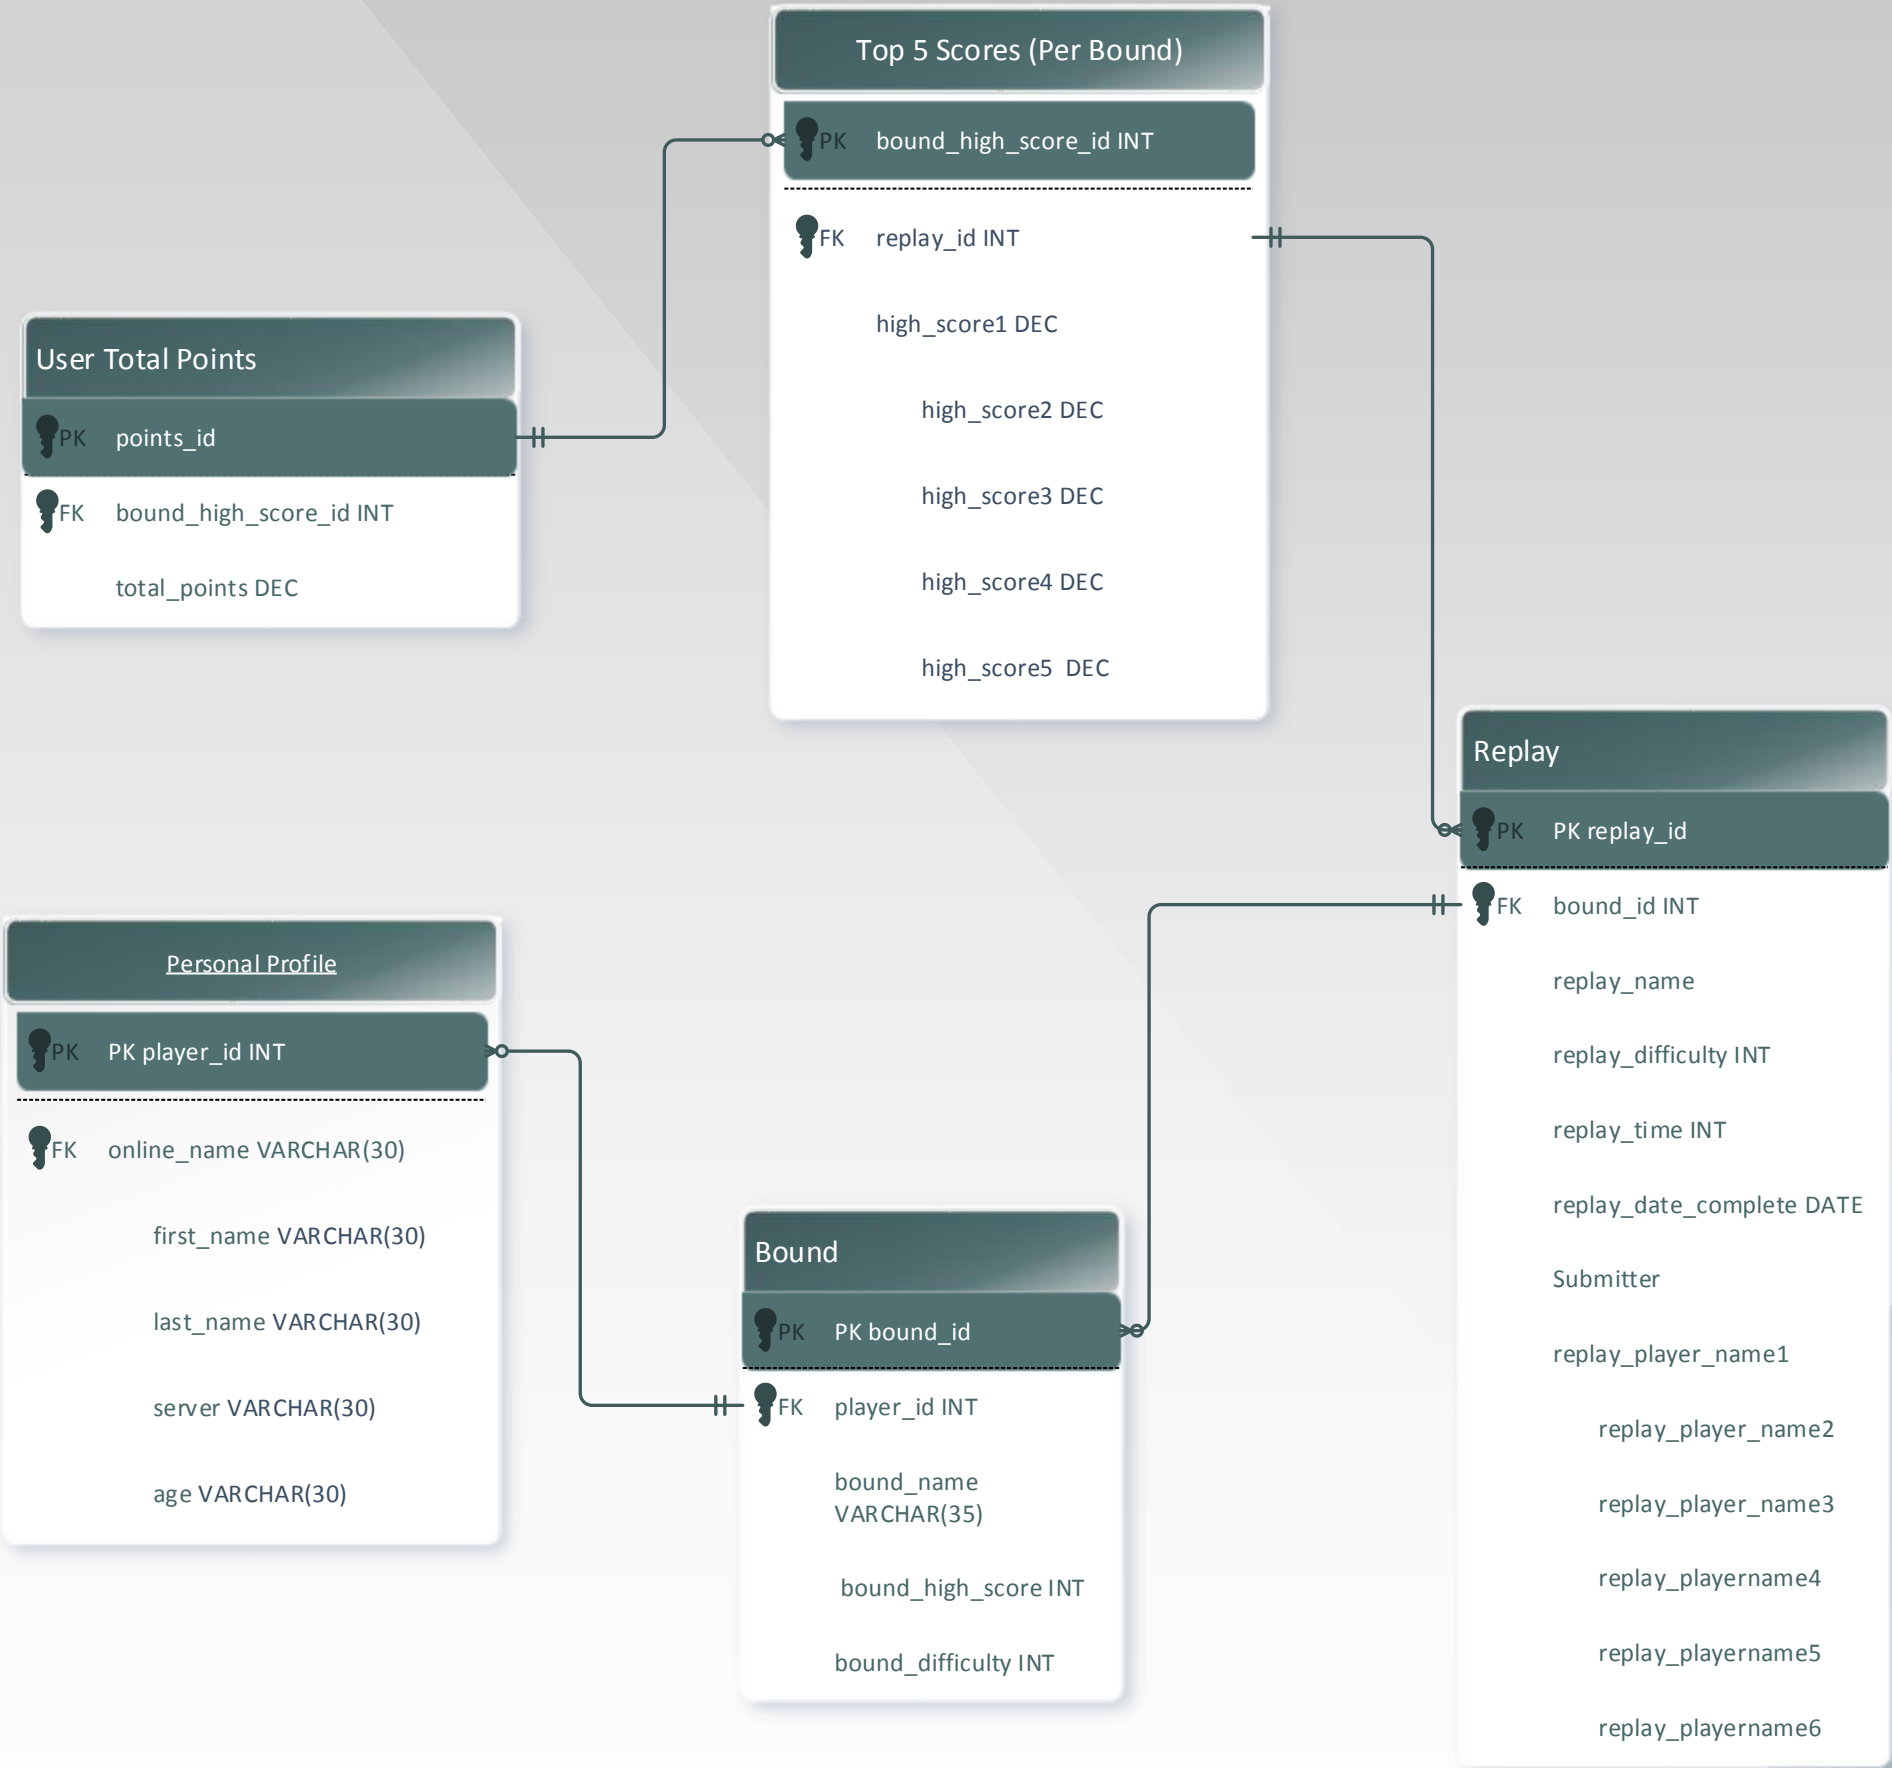 Top 5 Scores (Per Bound)
PK bound_high_score_id INT
FK replay_id INT
high_score1 DEC
high_score2 DEC
high_score3 DEC
high_score4 DEC
high_score5 DEC
User Total Points
PK points_id
FK bound_high_score_id INT
total_points DEC
Replay
PK PK replay_id
FK bound_id INT
replay_name
replay_difficulty INT
replay_time INT
replay_date_complete DATE
Submitter
replay_player_name1
replay_player_name2
replay_player_name3
replay_playername4
replay_playername5
replay_playername6
Personal Profile
PK PK player_id INT
FK online_name VARCHAR(30)
first_name VARCHAR(30)
last_name VARCHAR(30)
server VARCHAR(30)
age VARCHAR(30)
Bound
PK PK bound_id
FK player_id INT
bound_name
VARCHAR(35)
bound_high_score INT
bound_difficulty INT